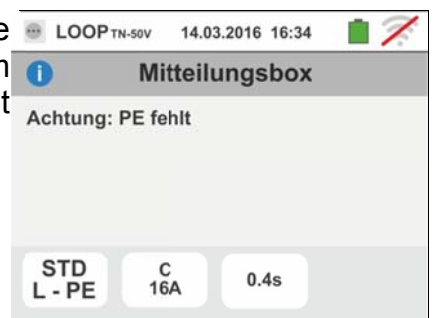 LOOP TN-50V 14.03.2016 16:34
Mitteilungsbox
Achtung: PE fehlt
STD C 0.4s
L - PE 16A